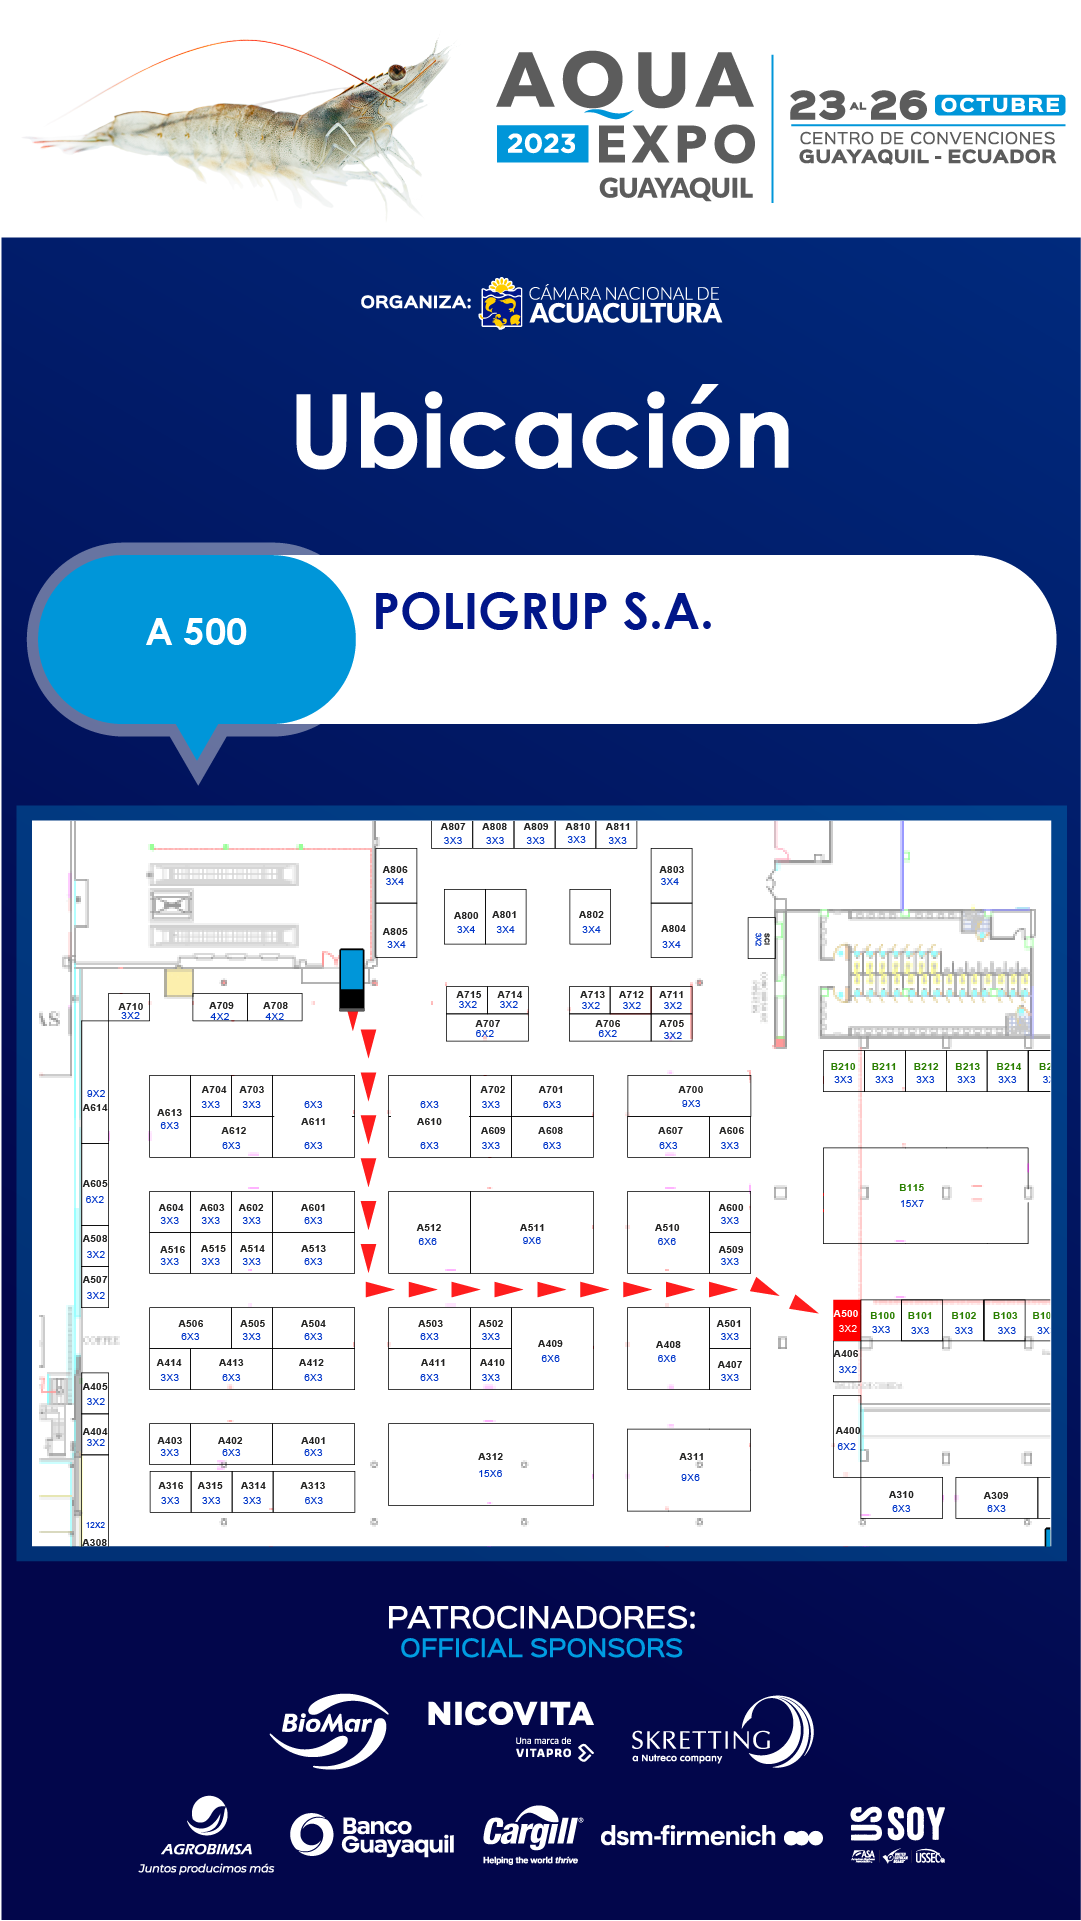 AQUA
2023 EXPO
GUAYAQUIL
23 AL 26 OCTUBRE
CENTRO DE CONVENCIONES
GUAYAQUIL - ECUADOR
ORGANIZA:
CÁMARA NACIONAL DE
ACUACULTURA
Ubicación
A 500
POLIGRUP S.A.
A807 A808 A809 A810 A811
3X3 3X3 3X3 3X3 3X3
A806
3X4
A803
3X4
A800 A801 A802
3X4 3X4 3X4
A805
3X4
A804
3X4
SCI
3X2
A715 A714 A713 A712 A711
3X2 3X2 3X2 3X2 3X2
A710 A709 A708
3X2 4X2 4X2
A707 A706 A705
6X2 6X2 3X2
AS
B210 B211 B212 B213 B214 B2
3X3 3X3 3X3 3X3 3X3
9X2
A614
A704 A703 A702 A701 A700
3X3 3X3 6X3 6X3 3X3 6X3 9X3
A613 A611 A610
6X3
A612 A609 A608 A607 A606
6X3 6X3 6X3 3X3 6X3 6X3 3X3
A605
6X2
B115
15X7
A604 A603 A602 A601 A600
3X3 3X3 3X3 6X3 3X3
A512 A511 A510
6X6 9X6 6X6
A508
3X2
A516 A515 A514 A513 A509
3X3 3X3 3X3 6X3 3X3
A507
3X2
A500 B100 B101 B102 B103 B10
3X2 3X3 3X3 3X3 3X3 3X
A506 A505 A504 A503 A502 A501
6X3 3X3 6X3 6X3 3X3 3X3
COFFEE
A409 A408
6X6 6X6
A406
3X2
A414 A413 A412 A411 A410 A407
3X3 6X3 6X3 6X3 3X3 3X3
A405
3X2
A404
3X2
A403 A402 A401
3X3 6X3 6X3
A400
6X2
A312 A311
15X6 9X6
A316 A315 A314 A313
3X3 3X3 3X3 6X3
A310 A309
6X3 6X3
12X2
A308
PATROCINADORES:
OFFICIAL SPONSORS
BioMar
NICOVITA
Una marca de
VITAPRO
SKRETTING
a Nutreco company
AGROBIMSA
Juntos producimos más
Banco
Guayaquil
Cargill®
Helping the world thrive
dsm-firmenich
US SOY
ASA
USSEC